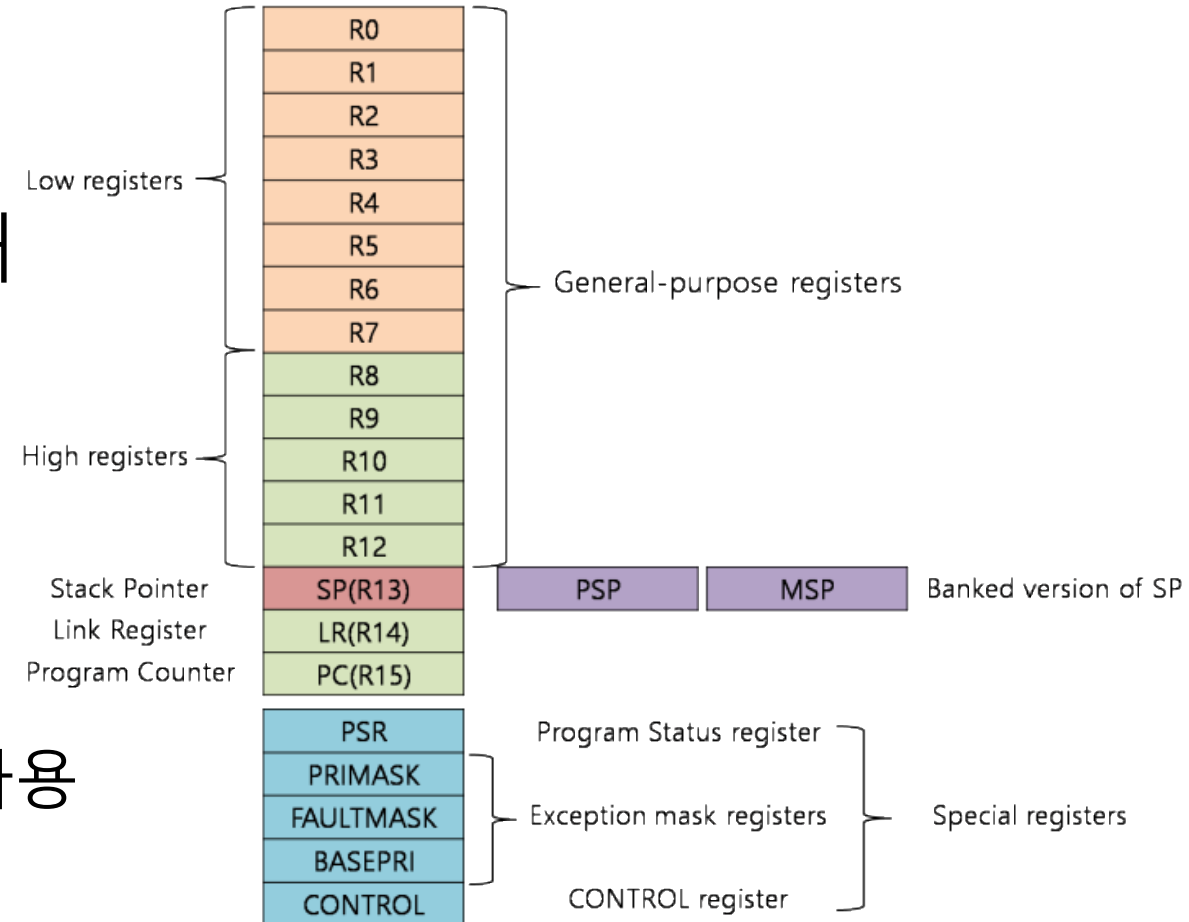 R0
R1
R2
R3
Low registers
R4
R5
General-purpose registers
R6
R7
R8
R9
High registers
R10
R11
R12
Stack Pointer SP(R13) PSP MSP Banked version of SP
Link Register LR(R14)
Program Counter PC(R15)
PSR Program Status register
용
PRIMASK
FAULTMASK Exception mask registers Special registers
BASEPRI
CONTROL CONTROL register